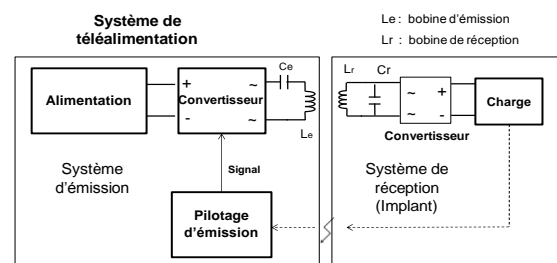 Système de
téléalimentation
Le : bobine d'émission
Lr : bobine de réception
Alimentation
+
-
Convertisseur
~
~
Ce
Le
Signal
Système
d'émission
Pilotage
d'émission
Lr
Cr
~
~
+
-
Convertisseur
Charge
Système de
réception
(Implant)